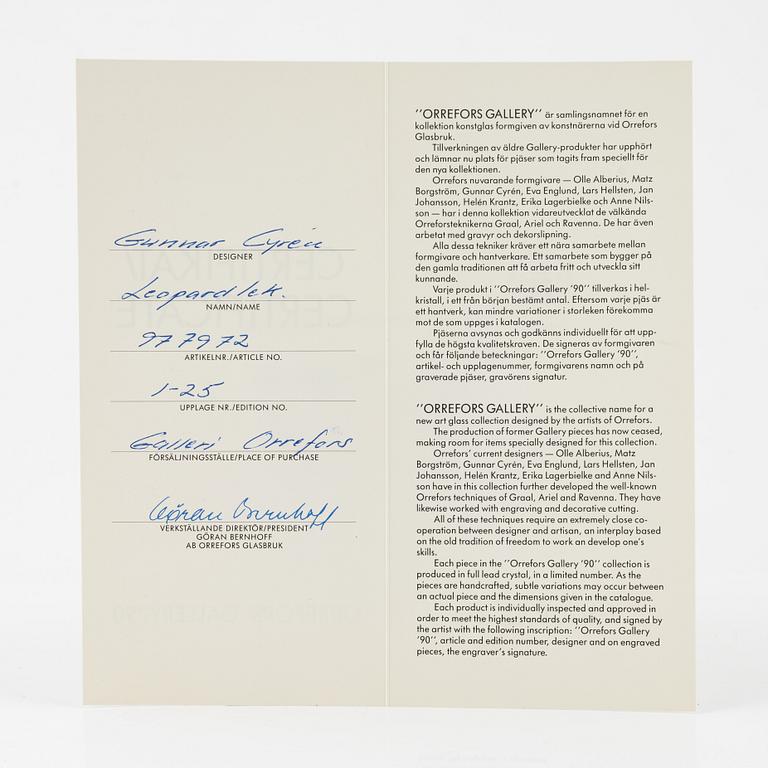 Gunnar Cyrén
DESIGNER
Leopardlek.
NAMN/NAME
977972
ARTIKELNR./ARTICLE NO.
1-25
UPPLAGE NR./EDITION NO.
Galleri Orrefors
FÖRSÄLJNINGSSTÄLLE/PLACE OF PURCHASE
Göran Bernhoff
VERKSTÄLLANDE DIREKTÖR/PRESIDENT
GÖRAN BERNHOFF
AB ORREFORS GLASBRUK
"ORREFORS GALLERY" är samlingsnamnet för en
kollektion konstglas formgiven av konstnärerna vid Orrefors
Glasbruk.
Tillverkningen av äldre Gallery-produkter har upphört
och lämnar nu plats för pjäser som tagits fram speciellt för
den nya kollektionen.
Orrefors nuvarande formgivare — Olle Alberius, Matz
Borgström, Gunnar Cyrén, Eva Englund, Lars Hellsten, Jan
Johansson, Helén Krantz, Erika Lagerbielke och Anne Nils-
son — har i denna kollektion vidareutvecklat de välkända
Orreforsteknikerna Graal, Ariel och Ravenna. De har även
arbetat med gravyr och dekorslipning.
Alla dessa tekniker kräver ett nära samarbete mellan
formgivare och hantverkare. Ett samarbete som bygger på
den gamla traditionen att få arbeta fritt och utveckla sitt
kunnande.
Varje produkt i "Orrefors Gallery '90" tillverkas i hel-
kristall, i ett från början bestämt antal. Eftersom varje pjäs är
ett hantverk, kan mindre variationer i storleken förekomma
mot de som uppges i katalogen.
Pjäserna avsynas och godkänns individuellt för att upp-
fylla de högsta kvalitetskraven. De signeras av formgivaren
och får följande beteckningar: "Orrefors Gallery '90",
artikel- och upplagenummer, formgivarens namn och på
graverade pjäser, gravörens signatur.
"ORREFORS GALLERY" is the collective name for a
new art glass collection designed by the artists of Orrefors.
The production of former Gallery pieces has now ceased,
making room for items specially designed for this collection.
Orrefors' current designers — Olle Alberius, Matz
Borgström, Gunnar Cyrén, Eva Englund, Lars Hellsten, Jan
Johansson, Helén Krantz, Erika Lagerbielke and Anne Nils-
son have in this collection further developed the well-known
Orrefors techniques of Graal, Ariel and Ravenna. They have
likewise worked with engraving and decorative cutting.
All of these techniques require an extremely close co-
operation between designer and artisan, an interplay based
on the old tradition of freedom to work an develop one's
skills.
Each piece in the "Orrefors Gallery '90" collection is
produced in full lead crystal, in a limited number. As the
pieces are handcrafted, subtle variations may occur between
an actual piece and the dimensions given in the catalogue.
Each product is individually inspected and approved in
order to meet the highest standards of quality, and signed by
the artist with the following inscription: "Orrefors Gallery
'90", article and edition number, designer and on engraved
pieces, the engraver's signature.